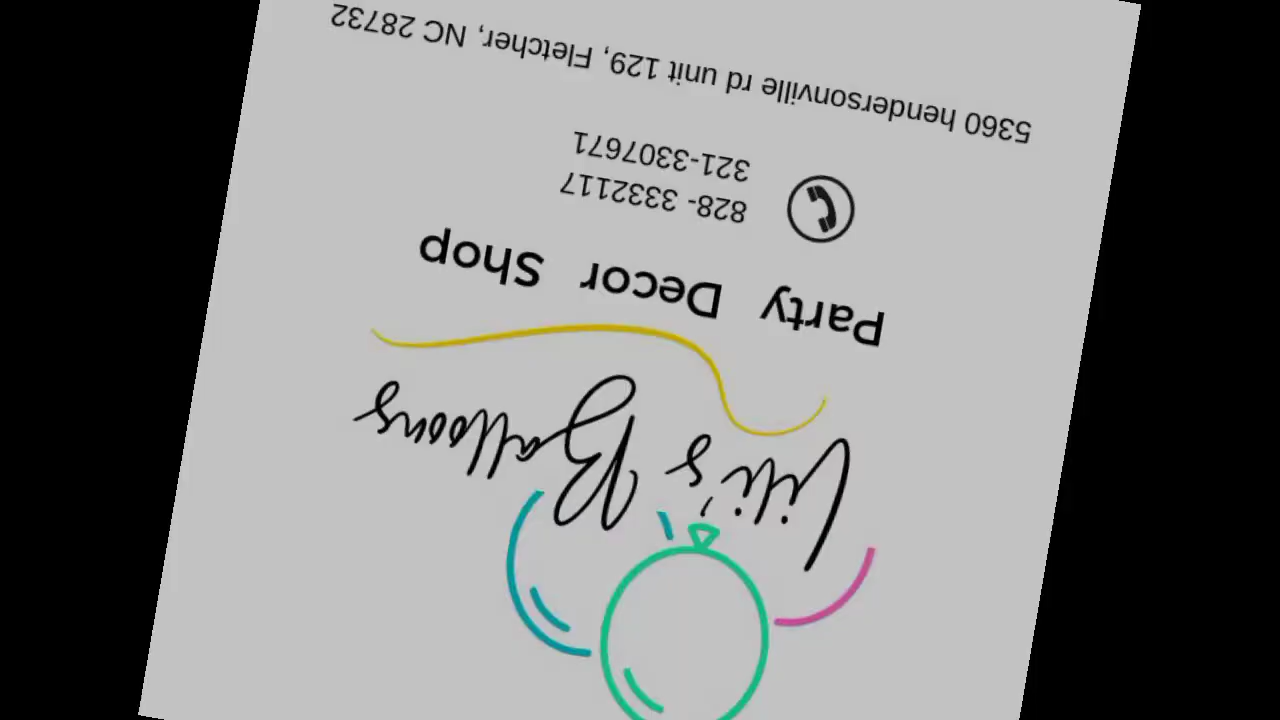 Lili's Balloons
Party Decor Shop
828- 3332117
321-3307671
5360 hendersonville rd unit 129, Fletcher, NC 28732